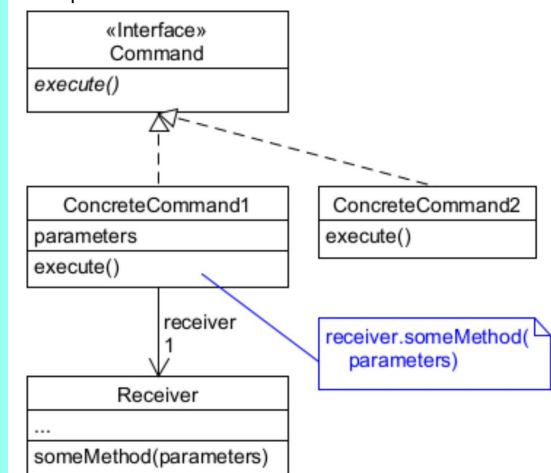 «Interface»
Command
execute()
ConcreteCommand1
parameters
execute()
ConcreteCommand2
execute()
receiver
1
receiver.someMethod(
parameters)
Receiver
...
someMethod(parameters)